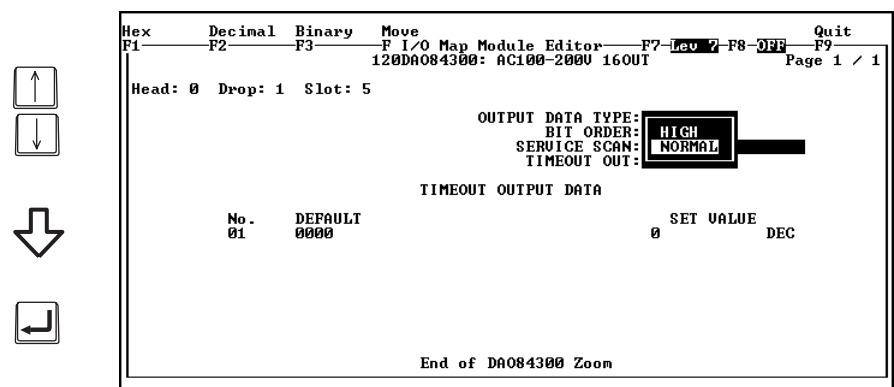 Hex Decimal Binary Move Quit
F1 F2 F3 F I/O Map Module Editor F7 Lev 7 F8 OFF F9
120DAO84300: AC100-200V 16OUT Page 1 / 1
Head: 0 Drop: 1 Slot: 5
OUTPUT DATA TYPE:
BIT ORDER: HIGH
SERVICE SCAN: NORMAL
TIMEOUT OUT:
TIMEOUT OUTPUT DATA
No. DEFAULT SET VALUE
01 0000 0 DEC
End of DAO84300 Zoom